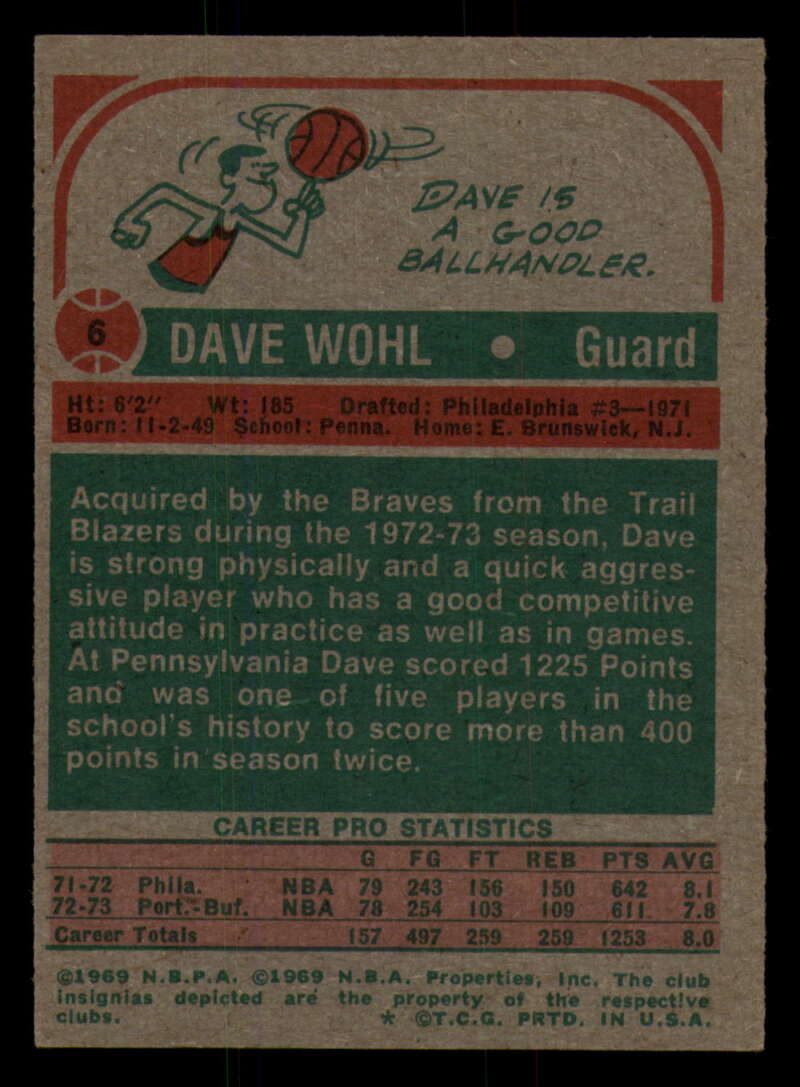 DAVE IS
A GOOD
BALLHANDLER.
6 DAVE WOHL • Guard
Ht: 6'2" Wt: 185 Drafted: Philadelphia #3—1971
Born: 11-2-49 School: Penna. Home: E. Brunswick, N.J.
Acquired by the Braves from the Trail
Blazers during the 1972-73 season, Dave
is strong physically and a quick aggres-
sive player who has a good competitive
attitude in practice as well as in games.
At Pennsylvania Dave scored 1225 Points
and was one of five players in the
school's history to score more than 400
points in season twice.
CAREER PRO STATISTICS
G FG FT REB PTS AVG
71-72 Phila. NBA 79 243 156 150 642 8.1
72-73 Port.-Buf. NBA 78 254 103 109 611 7.8
Career Totals 157 497 259 259 1253 8.0
©1969 N.B.P.A. ©1969 N.B.A. Properties, Inc. The club
insignias depicted are the property of the respective
clubs. * ©T.C.G. PRTD. IN U.S.A.